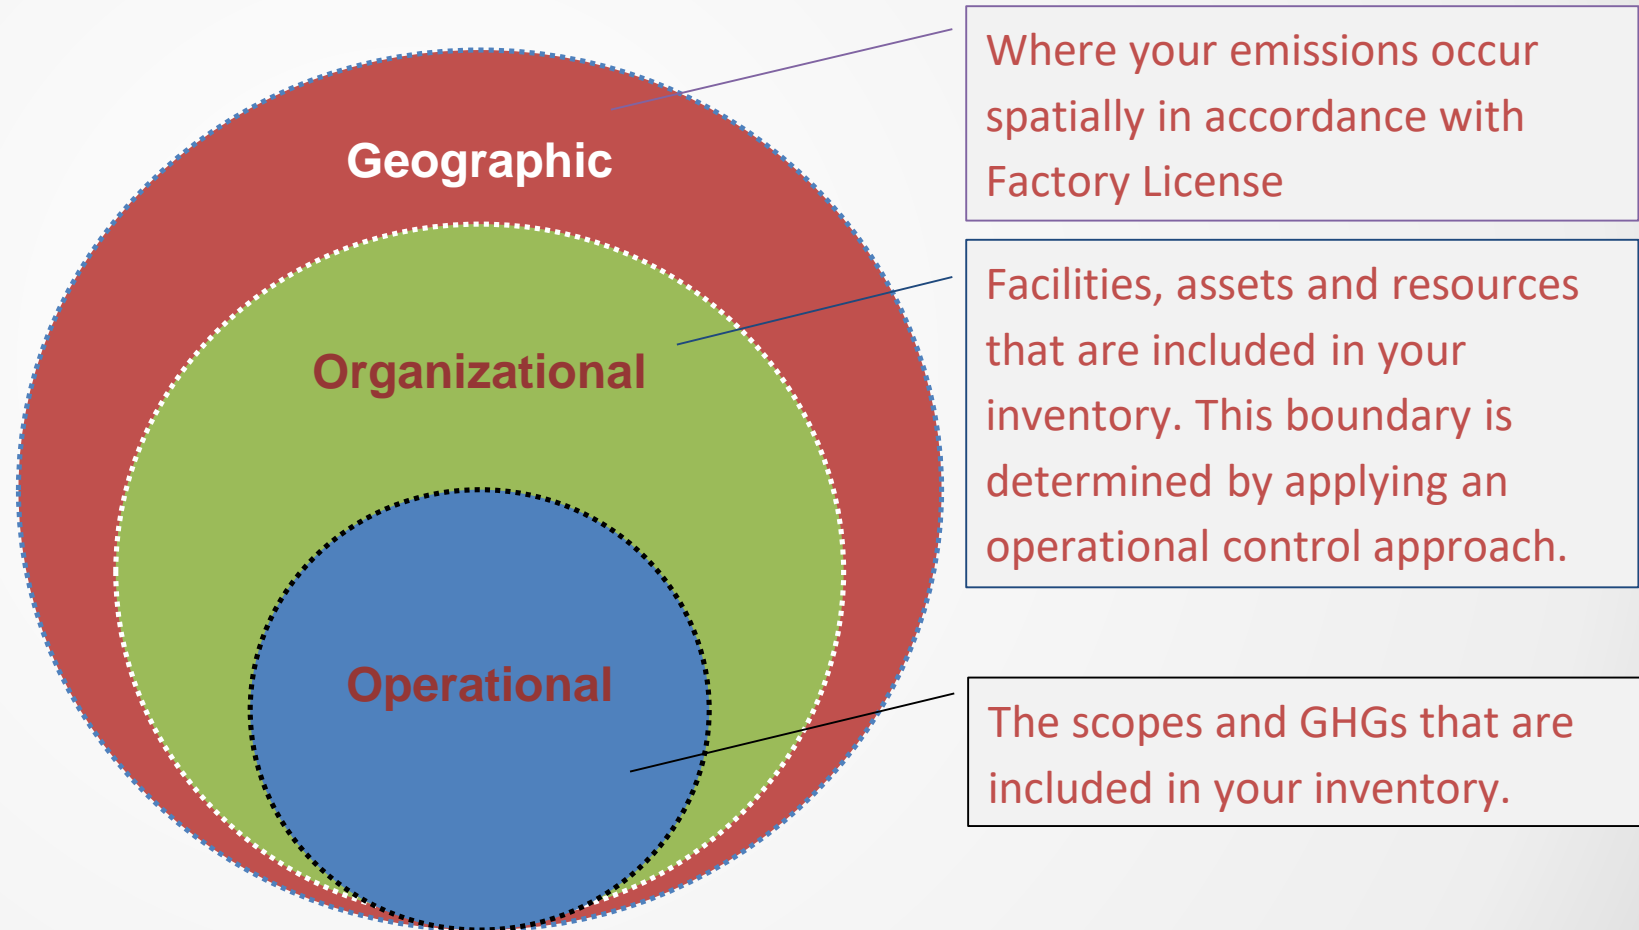 Geographic
Organizational
Operational
Where your emissions occur
spatially in accordance with
Factory License
Facilities, assets and resources
that are included in your
inventory. This boundary is
determined by applying an
operational control approach.
The scopes and GHGs that are
included in your inventory.